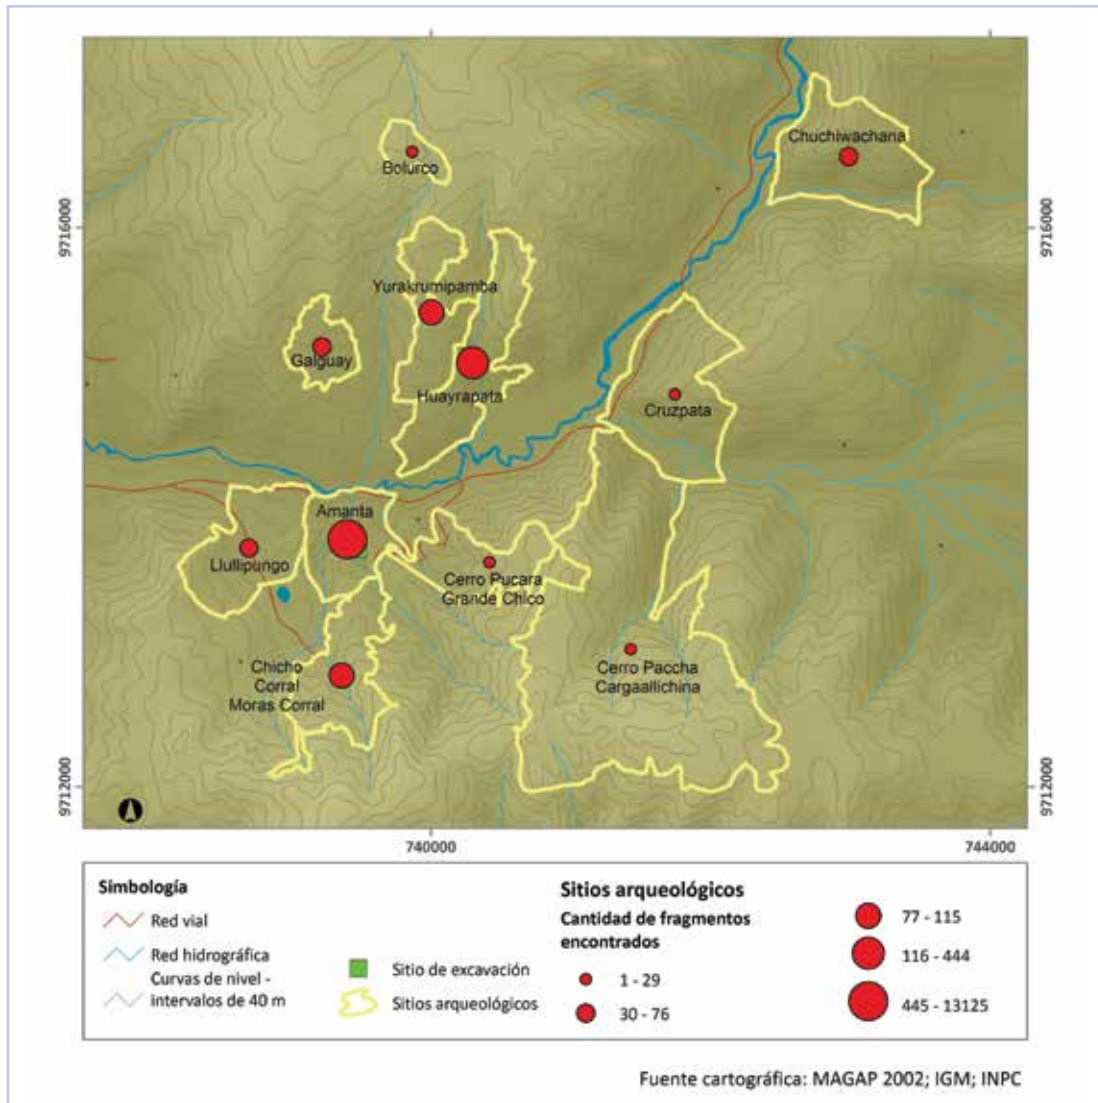 Chuchiwachana
Bolurco
9716000
9716000
Yurakrumipamba
Galguay
Huayrapata
Cruzpata
Amanta
Llullipungo
Cerro Pucara
Grande Chico
Chicho
Corral
Moras Corral
Cerro Paccha
Cargaallichina
9712000
9712000
740000
744000
Simbología
Red vial
Red hidrográfica
Curvas de nivel -
intervalos de 40 m
Sitio de excavación
Sitios arqueológicos
Sitios arqueológicos
Cantidad de fragmentos
encontrados
1 - 29
30 - 76
77 - 115
116 - 444
445 - 13125
Fuente cartográfica: MAGAP 2002; IGM; INPC